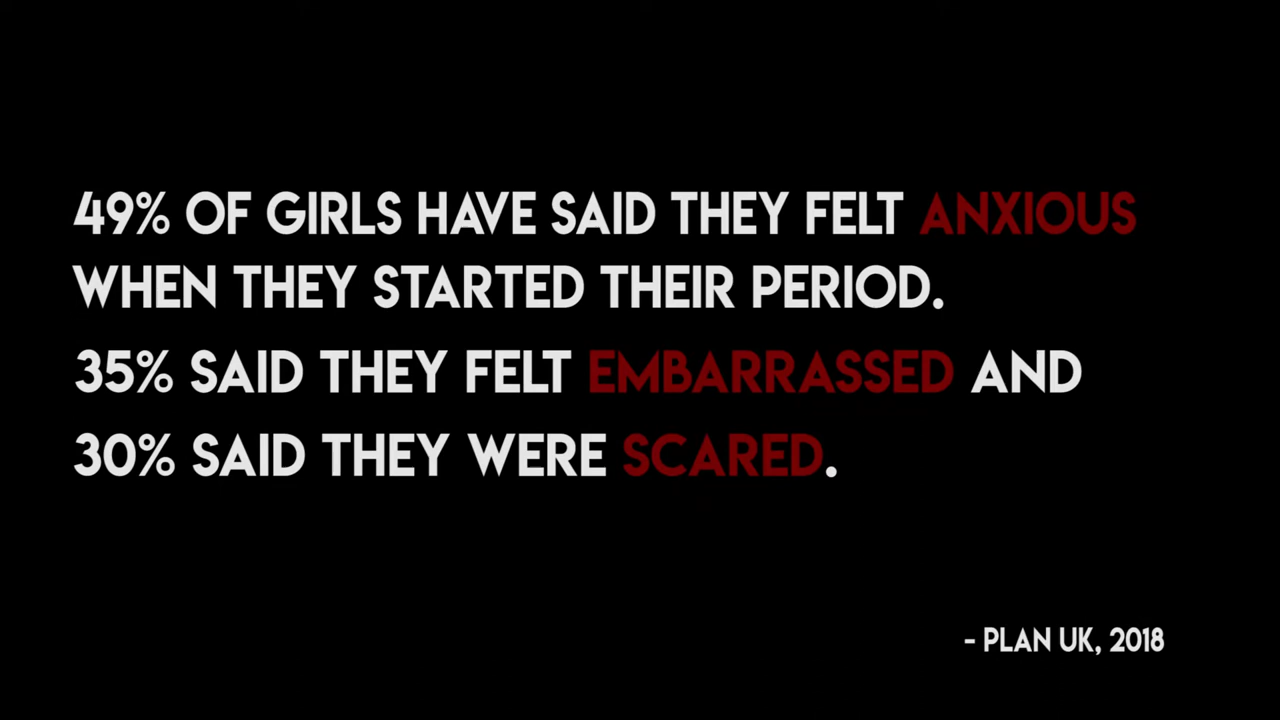 49% OF GIRLS HAVE SAID THEY FELT ANXIOUS
WHEN THEY STARTED THEIR PERIOD.
35% SAID THEY FELT EMBARRASSED AND
30% SAID THEY WERE SCARED.
- PLAN UK, 2018